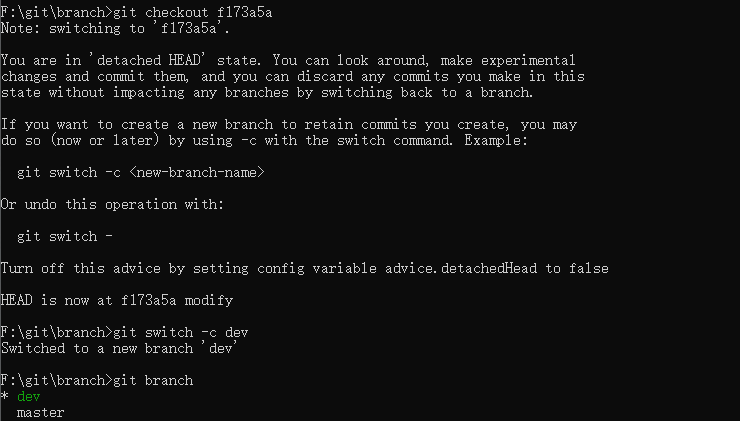 F:\git\branch>git checkout f173a5a
Note: switching to 'f173a5a'.
You are in 'detached HEAD' state. You can look around, make experimental
changes and commit them, and you can discard any commits you make in this
state without impacting any branches by switching back to a branch.
If you want to create a new branch to retain commits you create, you may
do so (now or later) by using -c with the switch command. Example:
git switch -c <new-branch-name>
Or undo this operation with:
git switch -
Turn off this advice by setting config variable advice.detachedHead to false
HEAD is now at f173a5a modify
F:\git\branch>git switch -c dev
Switched to a new branch 'dev'
F:\git\branch>git branch
* dev
master